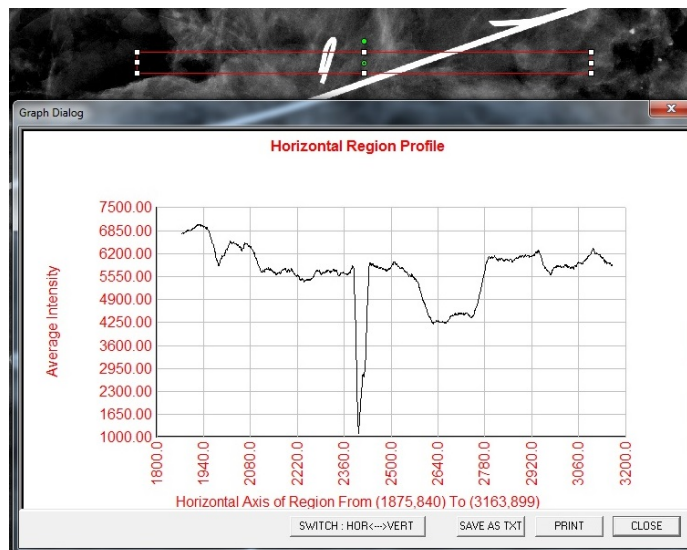 Graph Dialog
x
Horizontal Region Profile
Average Intensity
7500.00
6850.00
6200.00
5550.00
4900.00
4250.00
3600.00
2950.00
2300.00
1650.00
1000.00
1800.0
1940.0
2080.0
2220.0
2360.0
2500.0
2640.0
2780.0
2920.0
3060.0
3200.0
Horizontal Axis of Region From (1875,840) To (3163,899)
SWITCH : HOR<--->VERT
SAVE AS TXT
PRINT
CLOSE